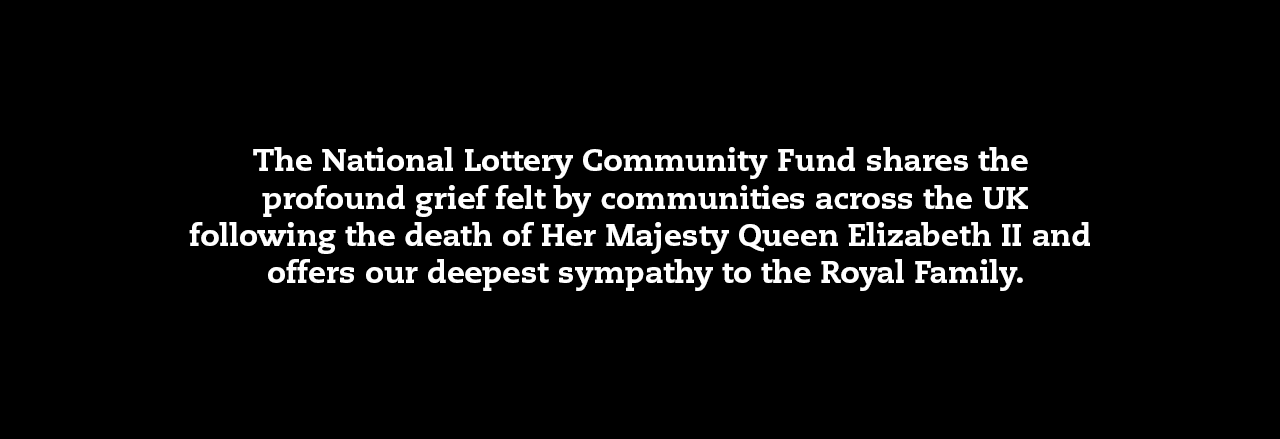 The National Lottery Community Fund shares the
profound grief felt by communities across the UK
following the death of Her Majesty Queen Elizabeth II and
offers our deepest sympathy to the Royal Family.